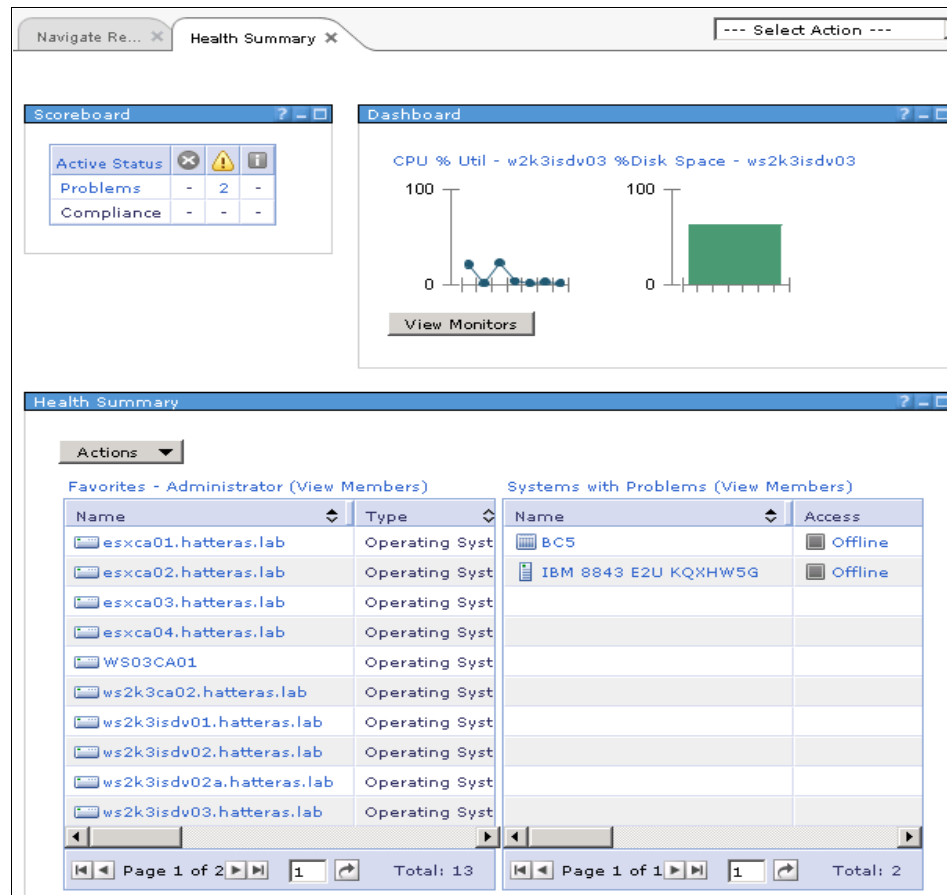 Navigate Re...
Health Summary
--- Select Action ---
Scoreboard
?
Active Status
Problems - 2 -
Compliance - - -
Dashboard
?
CPU % Util - w2k3isdv03 %Disk Space - ws2k3isdv03
100 100
0 0
View Monitors
Health Summary
?
Actions
Favorites - Administrator (View Members)
Name Type
esxca01.hatteras.lab Operating Syst
esxca02.hatteras.lab Operating Syst
esxca03.hatteras.lab Operating Syst
esxca04.hatteras.lab Operating Syst
WS03CA01 Operating Syst
ws2k3ca02.hatteras.lab Operating Syst
ws2k3isdv01.hatteras.lab Operating Syst
ws2k3isdv02.hatteras.lab Operating Syst
ws2k3isdv02a.hatteras.lab Operating Syst
ws2k3isdv03.hatteras.lab Operating Syst
Page 1 of 2 1 Total: 13
Systems with Problems (View Members)
Name Access
BC5 Offline
IBM 8843 E2U KQXHW5G Offline
Page 1 of 1 1 Total: 2